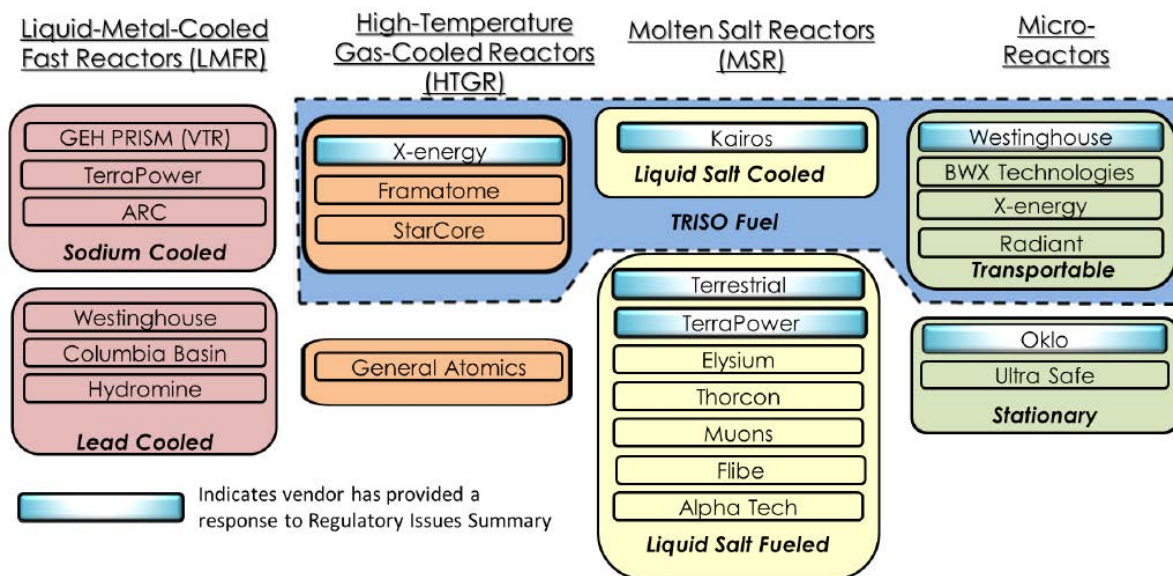 Liquid-Metal-Cooled
Fast Reactors (LMFR)
GEH PRISM (VTR)
TerraPower
ARC
Sodium Cooled
Westinghouse
Columbia Basin
Hydromine
Lead Cooled
High-Temperature
Gas-Cooled Reactors
(HTGR)
X-energy
Framatome
StarCore
General Atomics
Molten Salt Reactors
(MSR)
Kairos
Liquid Salt Cooled
TRISO Fuel
Terrestrial
TerraPower
Elysium
Thorcon
Muons
Flibe
Alpha Tech
Liquid Salt Fueled
Micro-
Reactors
Westinghouse
BWX Technologies
X-energy
Radiant
Transportable
Oklo
Ultra Safe
Stationary
Indicates vendor has provided a
response to Regulatory Issues Summary